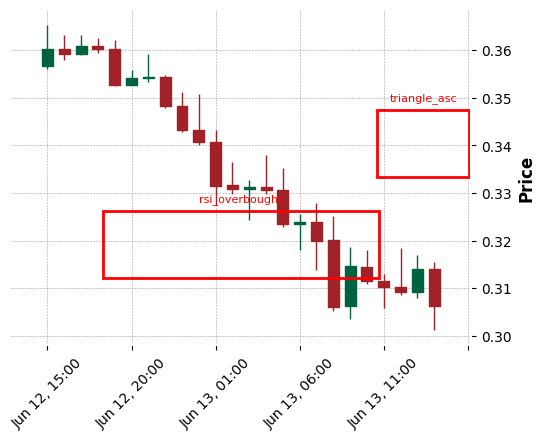 0.36
0.35
triangle_asc
0.34
Price
0.33
rsi_overbought
0.32
0.31
0.30
Jun 12, 15:00
Jun 12, 20:00
Jun 13, 01:00
Jun 13, 06:00
Jun 13, 11:00